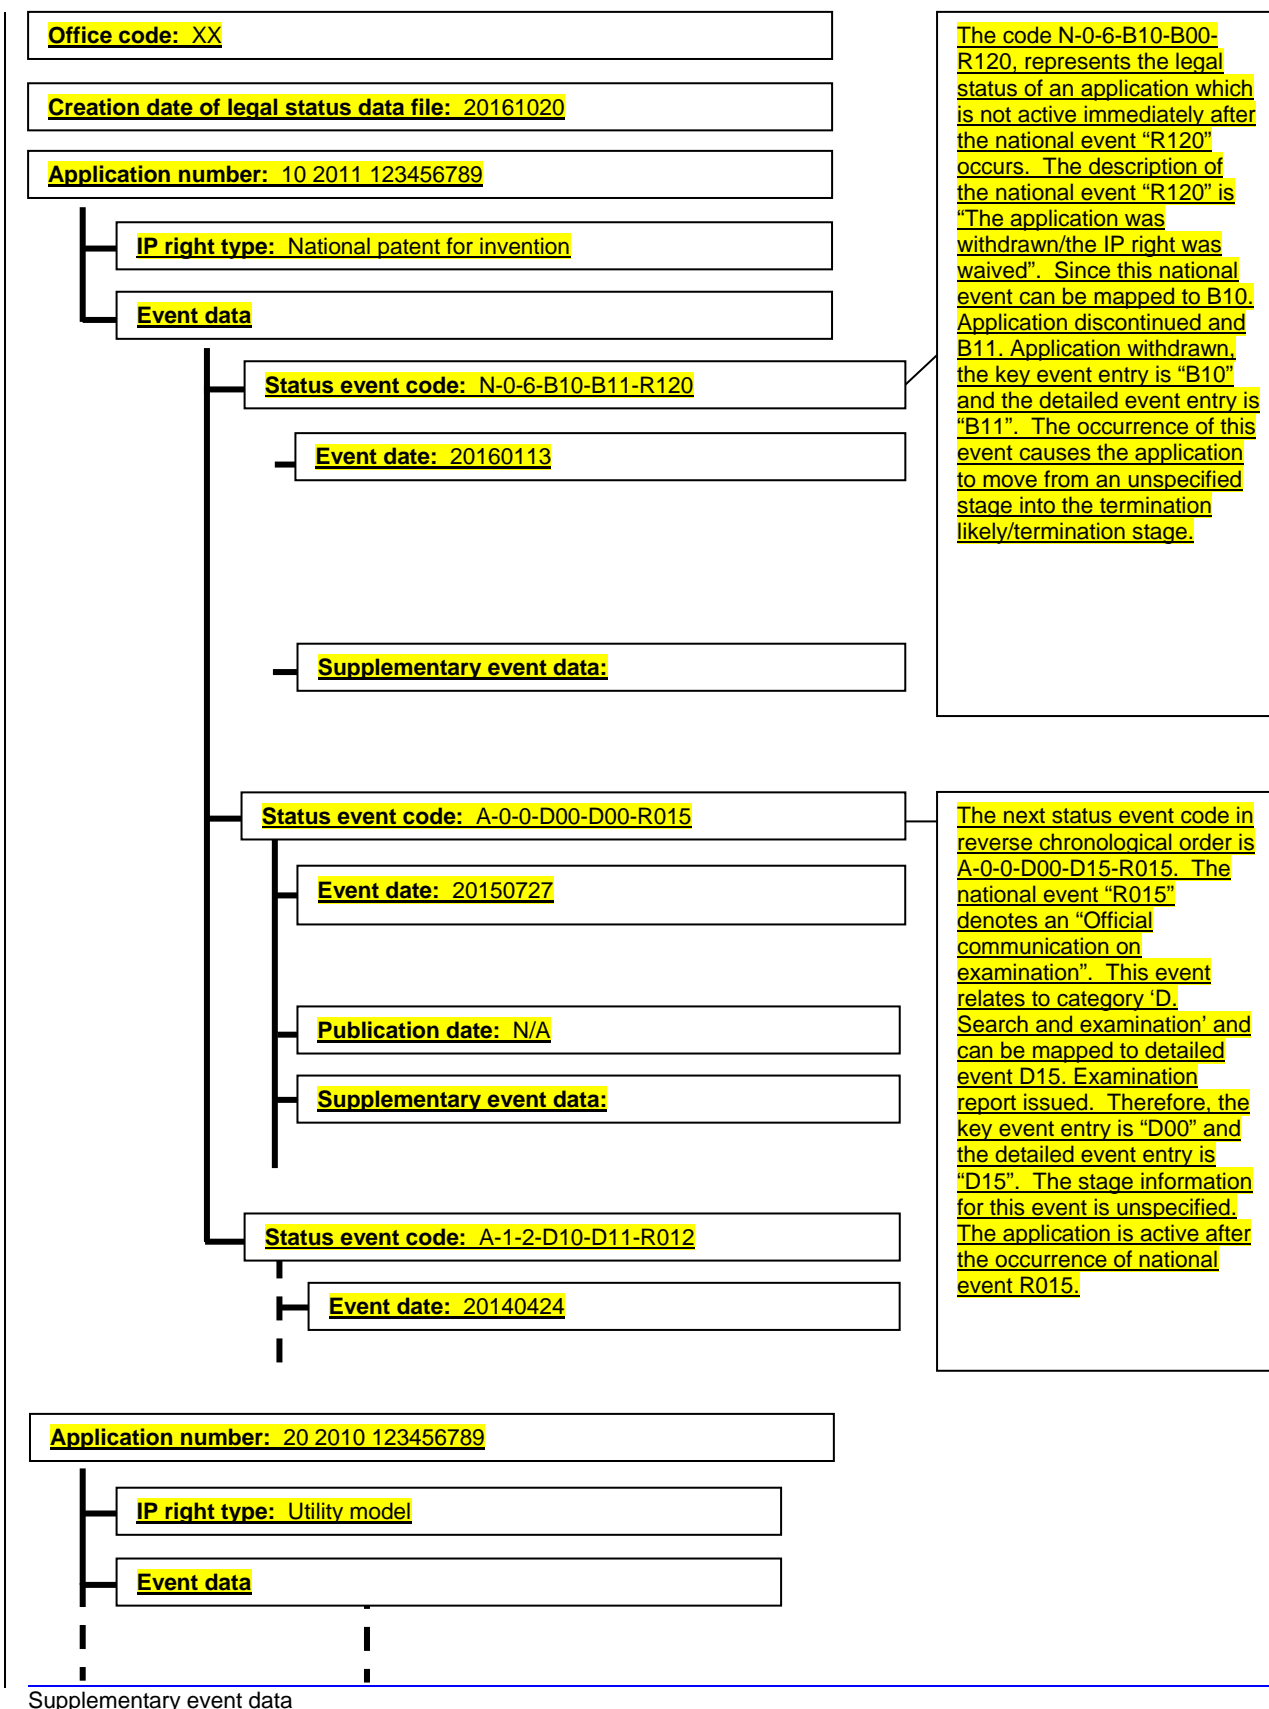 Office code:  XX
Creation date of legal status data file:  20161020
Application number:  10 2011 123456789
IP right type:  National patent for invention
Event data
Status event code:  N-0-6-B10-B11-R120
Event date:  20160113
Supplementary event data:
The code N-0-6-B10-B00-
R120, represents the legal
status of an application which
is not active immediately after
the national event “R120”
occurs.  The description of
the national event “R120” is
“The application was
withdrawn/the IP right was
waived”.  Since this national
event can be mapped to B10.
Application discontinued and
B11. Application withdrawn,
the key event entry is “B10”
and the detailed event entry is
“B11”.  The occurrence of this
event causes the application
to move from an unspecified
stage into the termination
likely/termination stage.
Status event code:  A-0-0-D00-D00-R015
Event date:  20150727
Publication date:  N/A
Supplementary event data:
The next status event code in
reverse chronological order is
A-0-0-D00-D15-R015.  The
national event “R015”
denotes an “Official
communication on
examination”.  This event
relates to category ‘D.
Search and examination’ and
can be mapped to detailed
event D15. Examination
report issued.  Therefore, the
key event entry is “D00” and
the detailed event entry is
“D15”.  The stage information
for this event is unspecified.
The application is active after
the occurrence of national
event R015.
Status event code:  A-1-2-D10-D11-R012
Event date:  20140424
Application number:  20 2010 123456789
IP right type:  Utility model
Event data
Supplementary event data